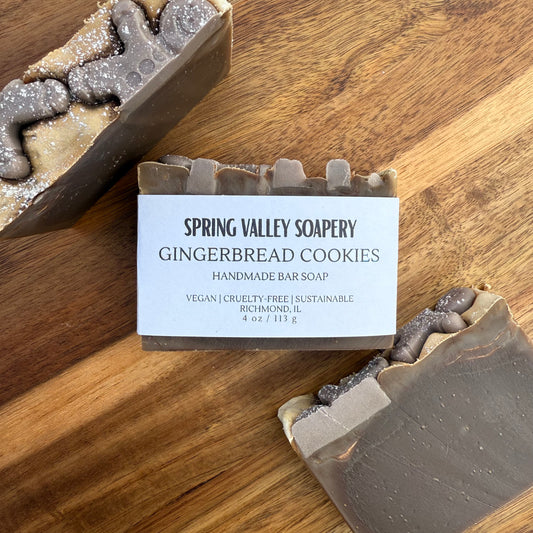 SPRING VALLEY SOAPERY
GINGERBREAD COOKIES
HANDMADE BAR SOAP
VEGAN | CRUELTY-FREE | SUSTAINABLE
RICHMOND, IL
4 oz / 113 g